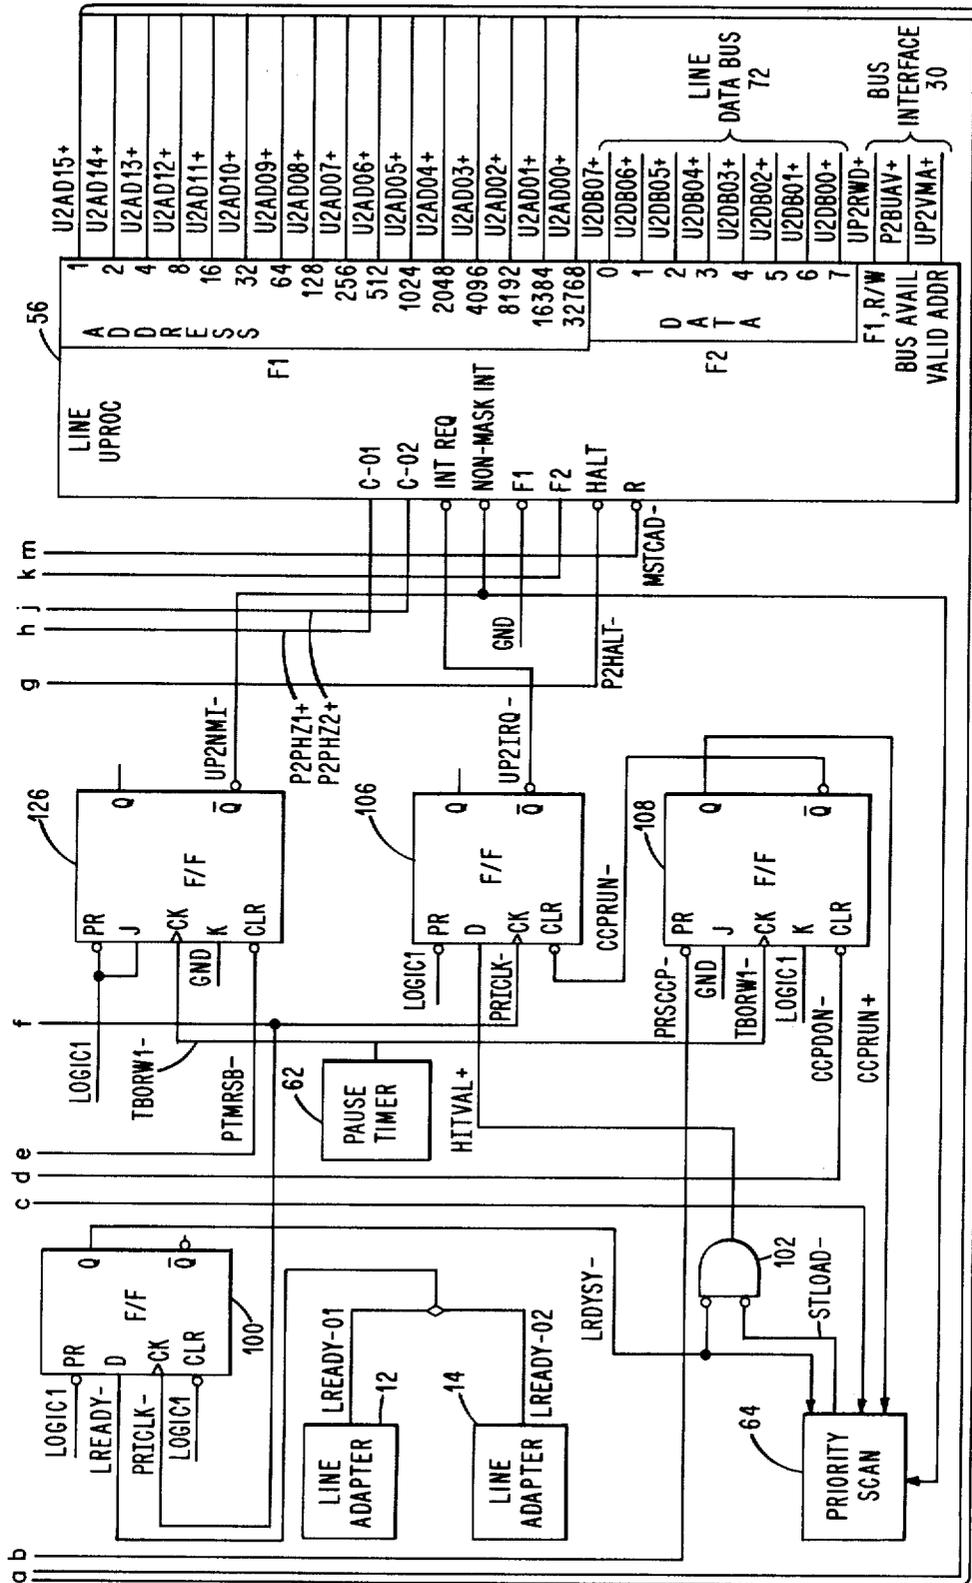 a
b
c
d
e
f
g
h
j
k
m
LOGIC1
LREADY-
PRICLK-
LOGIC1
PR
D
CK
CLR
F/F
Q
Q̅
100
LINE
ADAPTER
12
LREADY-01
LINE
ADAPTER
14
LREADY-02
LRDYSY-
PRIORITY
SCAN
64
STLOAD-
102
HITVAL+
LOGIC1
TBORW1-
PTMRSB-
GND
PR
J
CK
K
CLR
F/F
Q
Q̅
126
UP2NMI-
PAUSE
TIMER
62
LOGIC1
PRICLK-
PR
D
CK
CLR
F/F
Q
Q̅
106
UP2IRQ-
CCPRUN-
PRSCCP-
GND
TBORW1-
LOGIC1
CCPDON-
CCPRUN+
PR
J
CK
K
CLR
F/F
Q
Q̅
108
P2PHZ1+
P2PHZ2+
GND
P2HALT-
MSTCAD-
56
LINE
UPROC
C-01
C-02
INT REQ
NON-MASK INT
F1
F2
HALT
R
ADDRESS
F1
1
2
4
8
16
32
64
128
256
512
1024
2048
4096
8192
16384
32768
DATA
F2
0
1
2
3
4
5
6
7
F1,R/W
BUS AVAIL
VALID ADDR
U2AD15+
U2AD14+
U2AD13+
U2AD12+
U2AD11+
U2AD10+
U2AD09+
U2AD08+
U2AD07+
U2AD06+
U2AD05+
U2AD04+
U2AD03+
U2AD02+
U2AD01+
U2AD00+
U2DB07+
U2DB06+
U2DB05+
U2DB04+
U2DB03+
U2DB02+
U2DB01+
U2DB00+
UP2RWD+
P2BUAV+
UP2VMA+
LINE
DATA BUS
72
BUS
INTERFACE
30